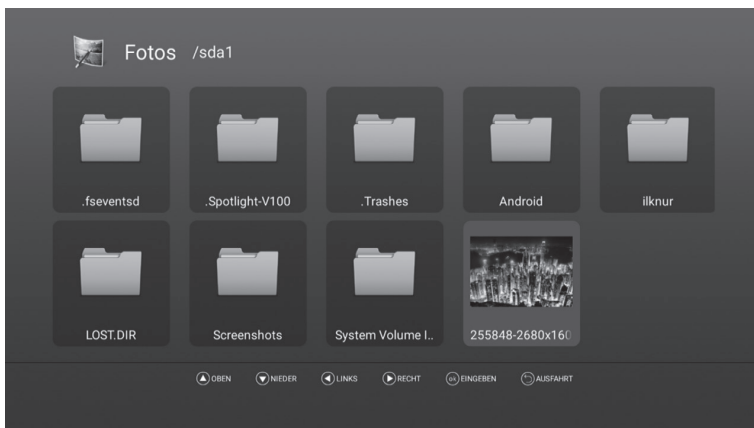 Fotos /sda1
.fseventsd .Spotlight-V100 .Trashes Android ilknur
LOST.DIR Screenshots System Volume I.. 255848-2680x160
OBEN NIEDER LINKS RECHT ok EINGEBEN AUSFAHRT